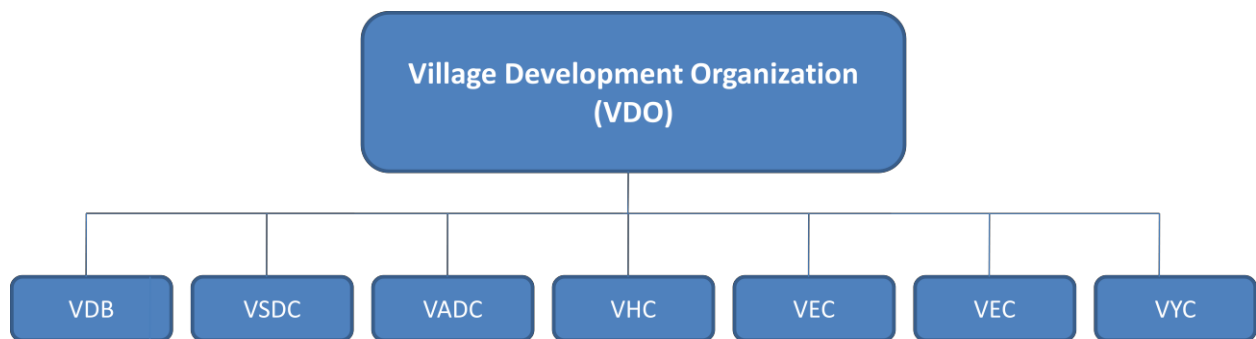 Village Development Organization
(VDO)
VDB
VSDC
VADC
VHC
VEC
VEC
VYC